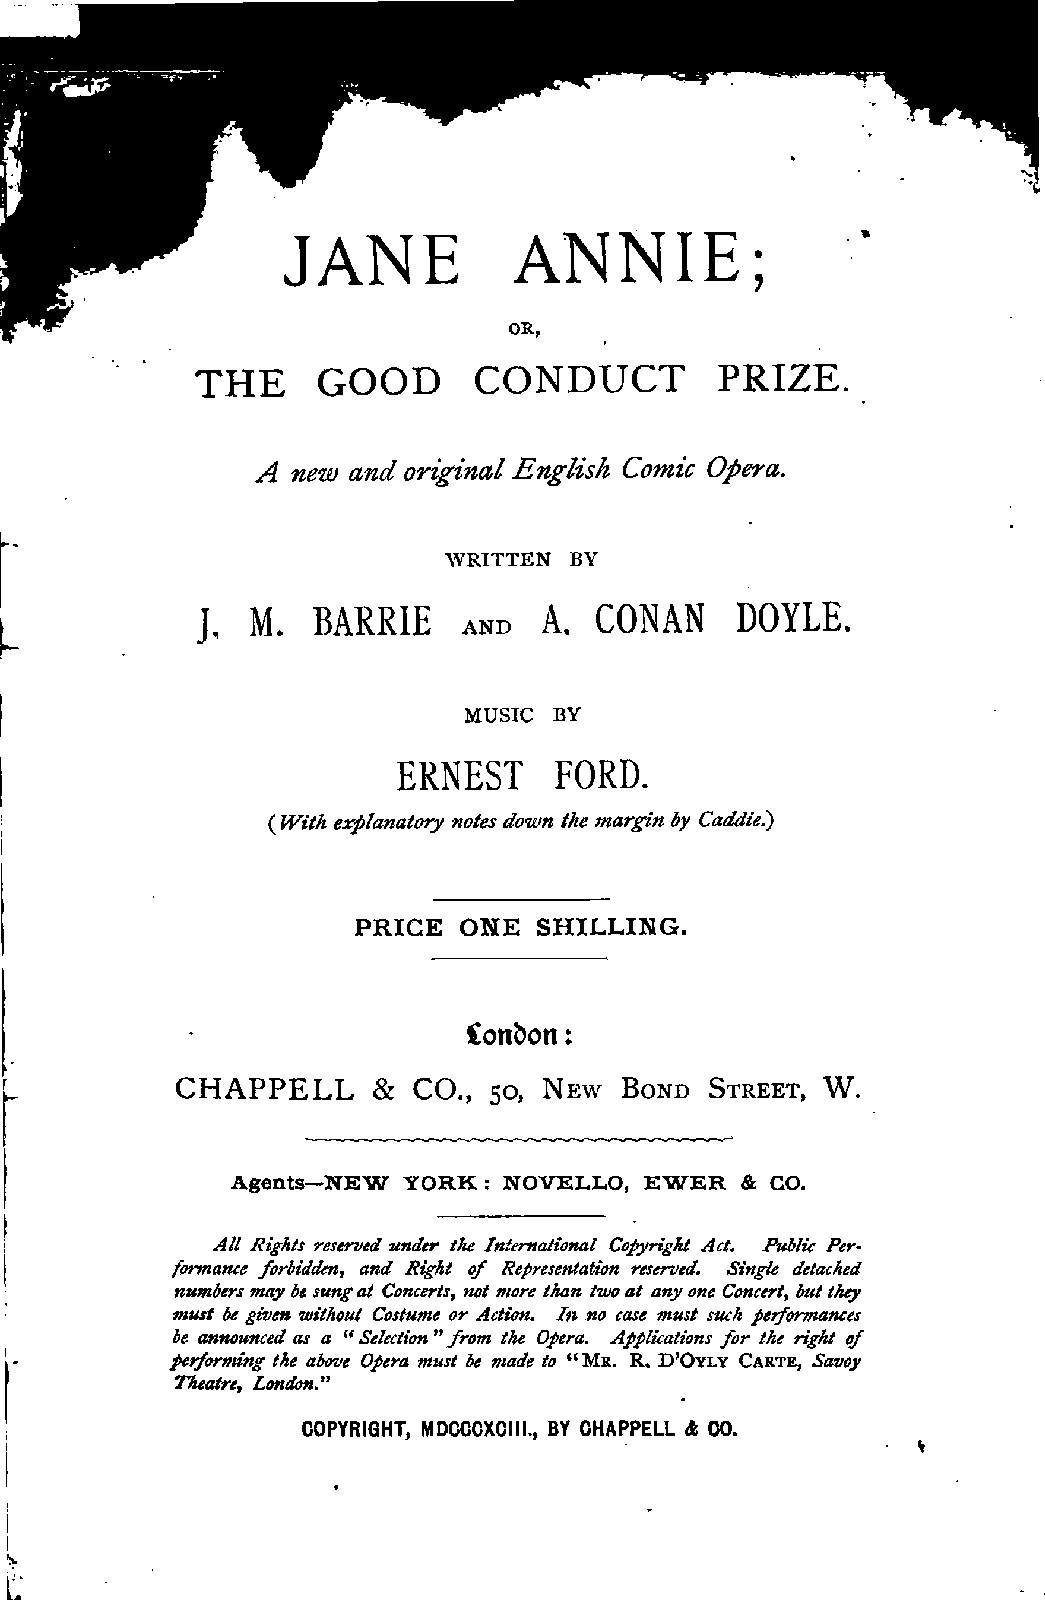 JANE ANNIE;
OR,
THE GOOD CONDUCT PRIZE.
A new and original English Comic Opera.
WRITTEN BY
J. M. BARRIE AND A. CONAN DOYLE.
MUSIC BY
ERNEST FORD.
(With explanatory notes down the margin by Caddie.)
PRICE ONE SHILLING.
London:
CHAPPELL & CO., 50, NEW BOND STREET, W.
Agents—NEW YORK: NOVELLO, EWER & CO.
All Rights reserved under the International Copyright Act. Public Per-
formance forbidden, and Right of Representation reserved. Single detached
numbers may be sung at Concerts, not more than two at any one Concert, but they
must be given without Costume or Action. In no case must such performances
be announced as a "Selection" from the Opera. Applications for the right of
performing the above Opera must be made to "MR. R. D'OYLY CARTE, Savoy
Theatre, London."
COPYRIGHT, MDCCCXCIII., BY CHAPPELL & CO.